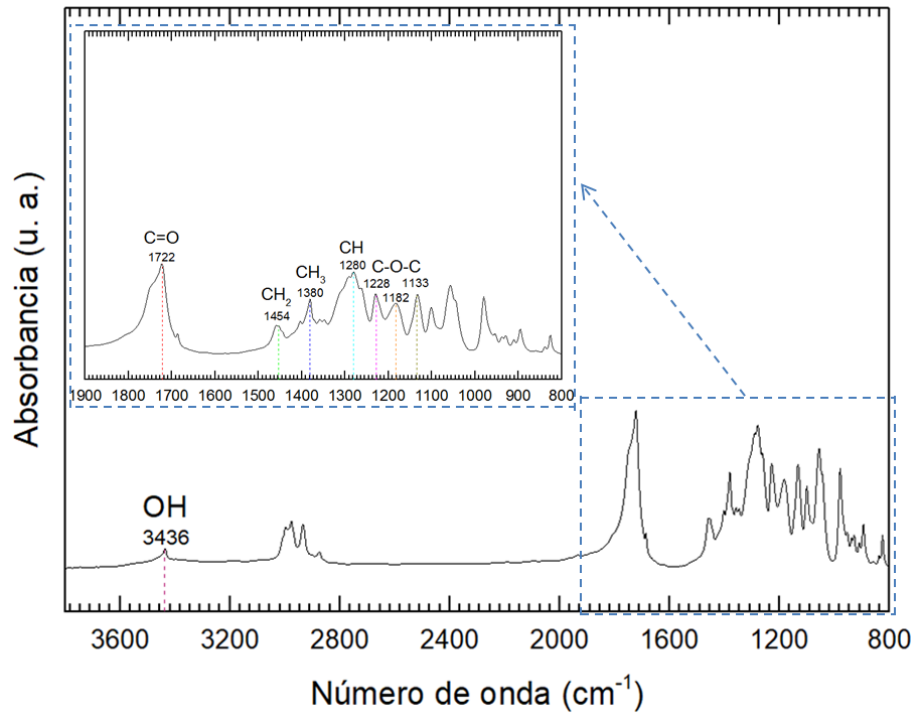 C=O
1722
CH₂
1454
CH₃
1380
CH
1280
C-O-C
1228
1182
1133
1900 1800 1700 1600 1500 1400 1300 1200 1100 1000 900 800
Absorbancia (u. a.)
OH
3436
3600 3200 2800 2400 2000 1600 1200 800
Número de onda (cm⁻¹)